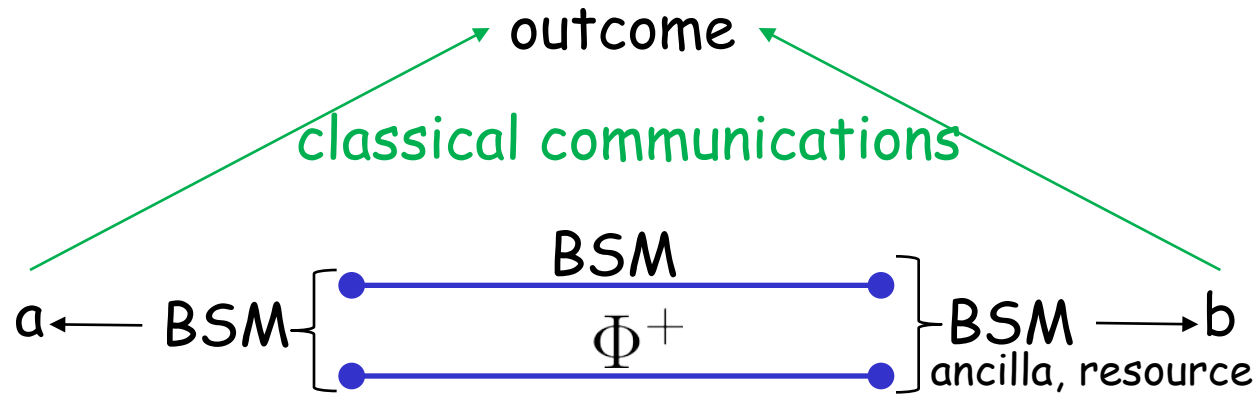 outcome
classical communications
BSM
a BSM Φ⁺ BSM b
ancilla, resource